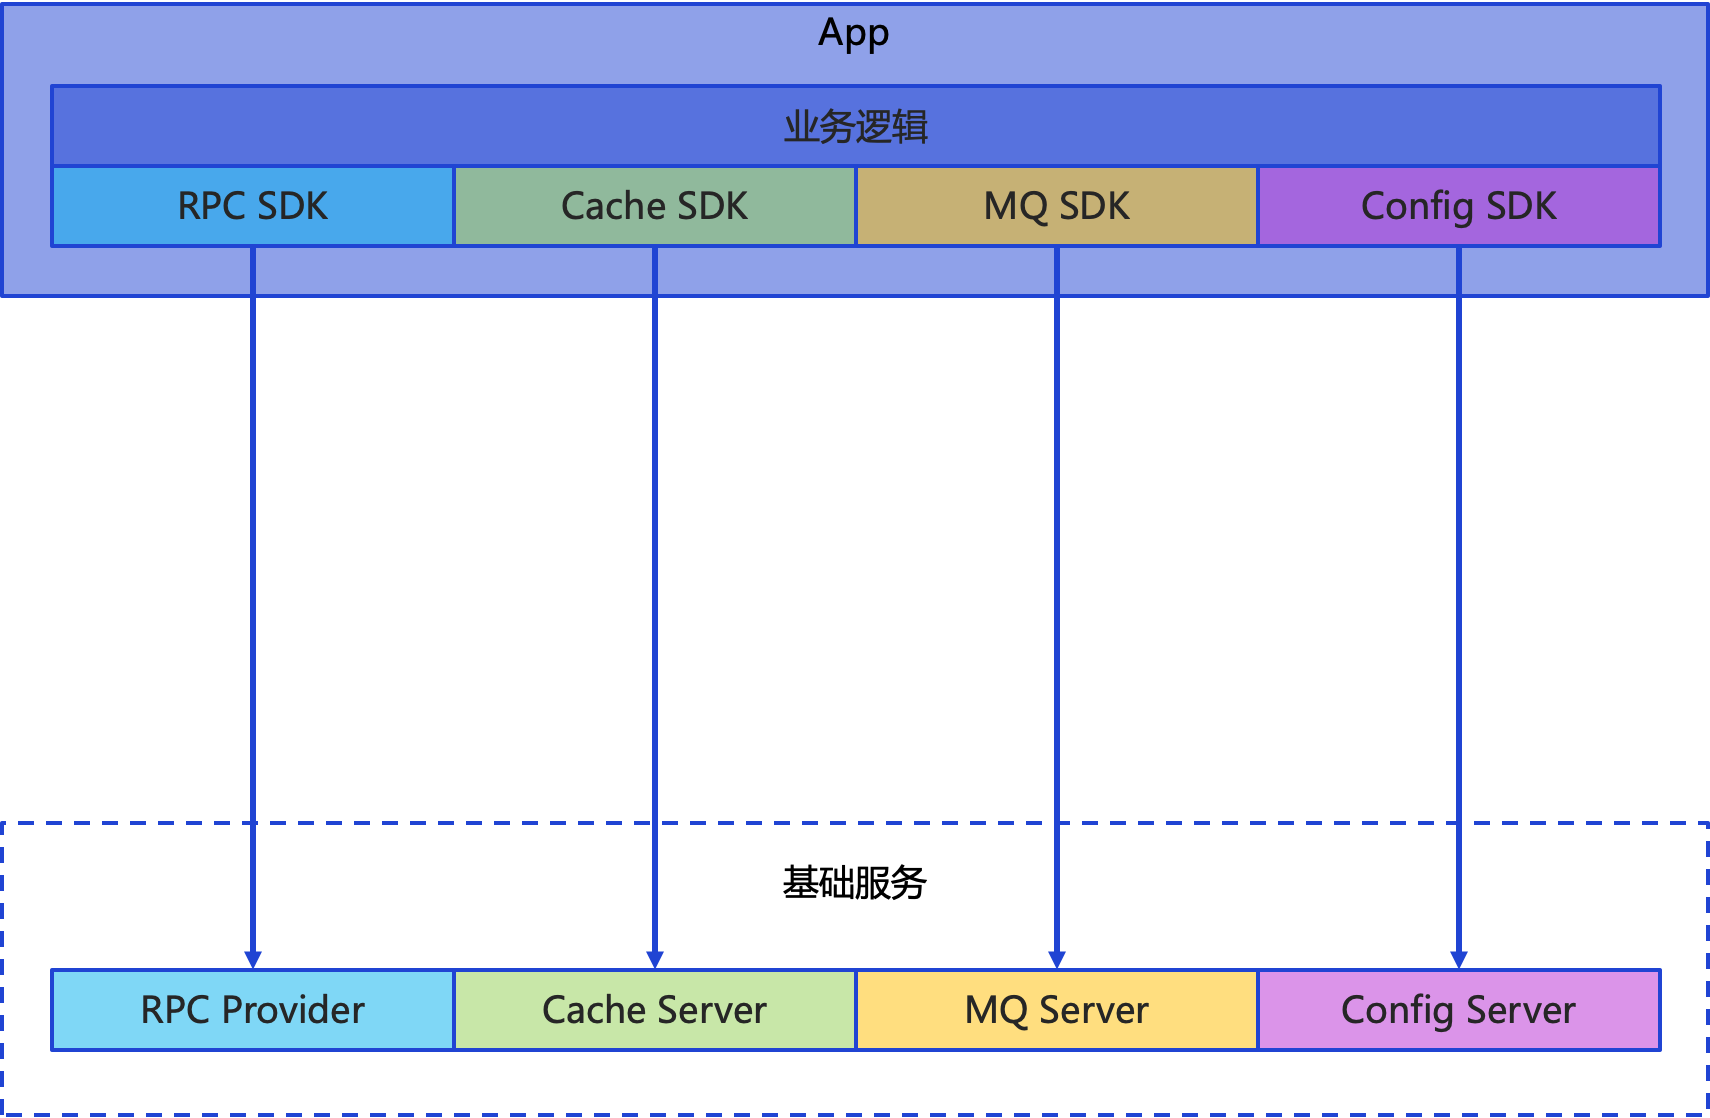 App
业务逻辑
RPC SDK
Cache SDK
MQ SDK
Config SDK
基础服务
RPC Provider
Cache Server
MQ Server
Config Server